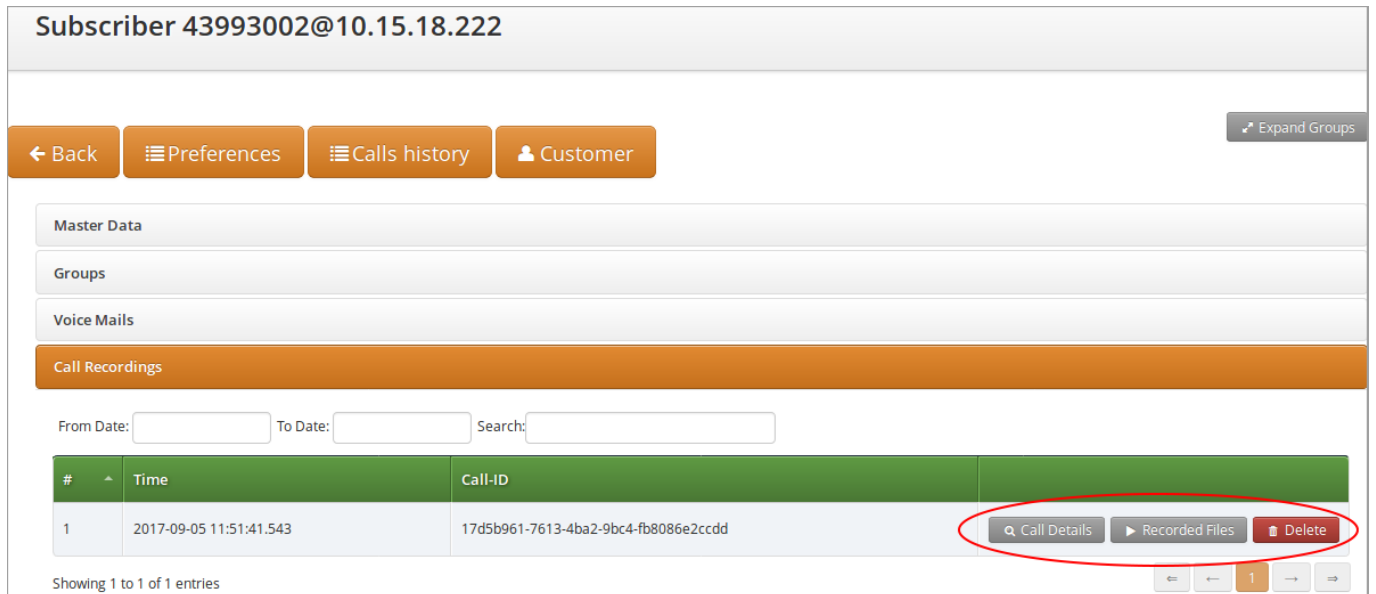 Subscriber 43993002@10.15.18.222
Expand Groups
Back Preferences Calls history Customer
Master Data
Groups
Voice Mails
Call Recordings
From Date: To Date: Search:
# Time Call-ID
1 2017-09-05 11:51:41.543 17d5b961-7613-4ba2-9bc4-fb8086e2ccdd Call Details Recorded Files Delete
Showing 1 to 1 of 1 entries ⇐ ← 1 → ⇒